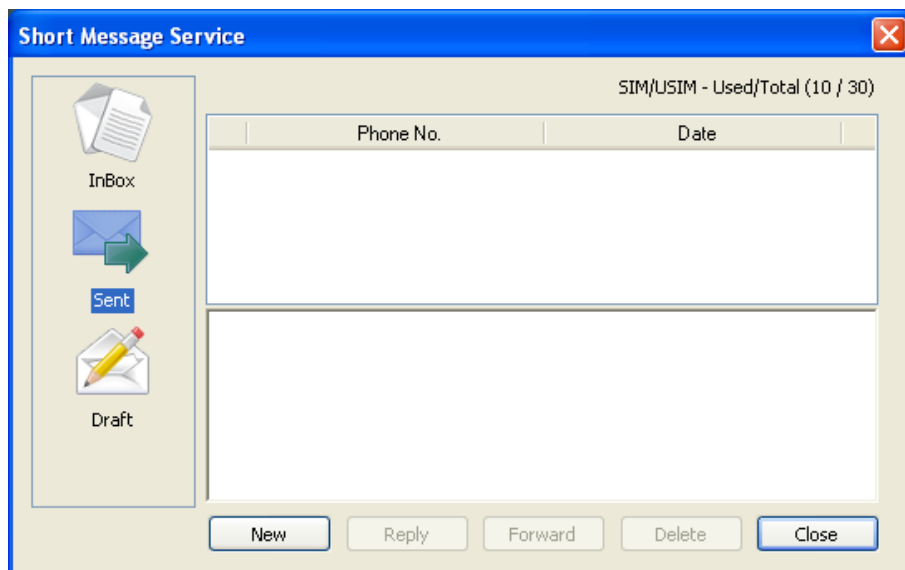 Short Message Service
SIM/USIM - Used/Total (10 / 30)
Phone No. Date
InBox
Sent
Draft
New Reply Forward Delete Close